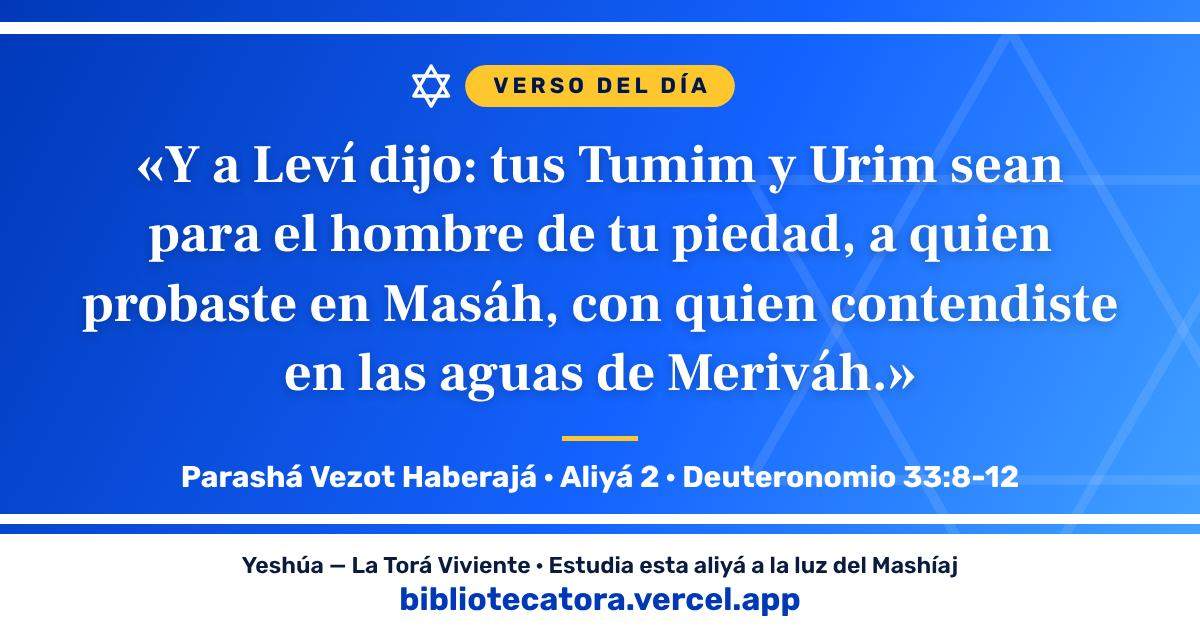 VERSO DEL DÍA
«Y a Leví dijo: tus Tumim y Urim sean
para el hombre de tu piedad, a quien
probaste en Masáh, con quien contendiste
en las aguas de Meriváh.»
Parashá Vezot Haberajá • Aliyá 2 • Deuteronomio 33:8-12
Yeshúa — La Torá Viviente • Estudia esta aliyá a la luz del Mashíaj
bibliotecatora.vercel.app